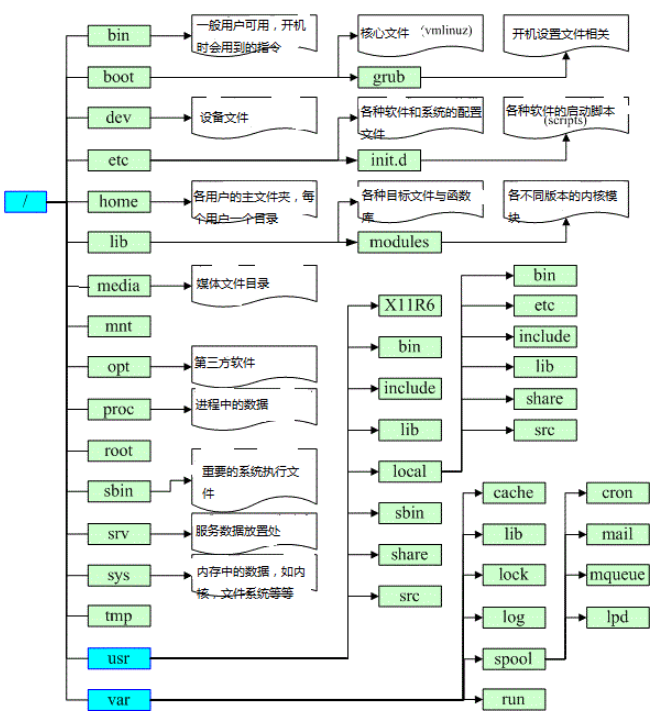 bin
一般用户可用，开机
时会用到的指令
核心文件 (vmlinuz)
开机设置文件相关
boot
grub
dev
设备文件
各种软件和系统的配置
文件
各种软件的启动脚本
(scripts)
etc
init.d
/
home
各用户的主文件夹，每
个用户一个目录
各种目标文件与函数
库
各不同版本的内核模
块
lib
modules
media
媒体文件目录
mnt
opt
第三方软件
proc
进程中的数据
root
sbin
重要的系统执行文
件
srv
服务数据放置处
sys
内存中的数据，如内
核，文件系统等等
tmp
usr
var
X11R6
bin
include
lib
local
sbin
share
src
bin
etc
include
lib
share
src
cache
lib
lock
log
spool
run
cron
mail
mqueue
lpd